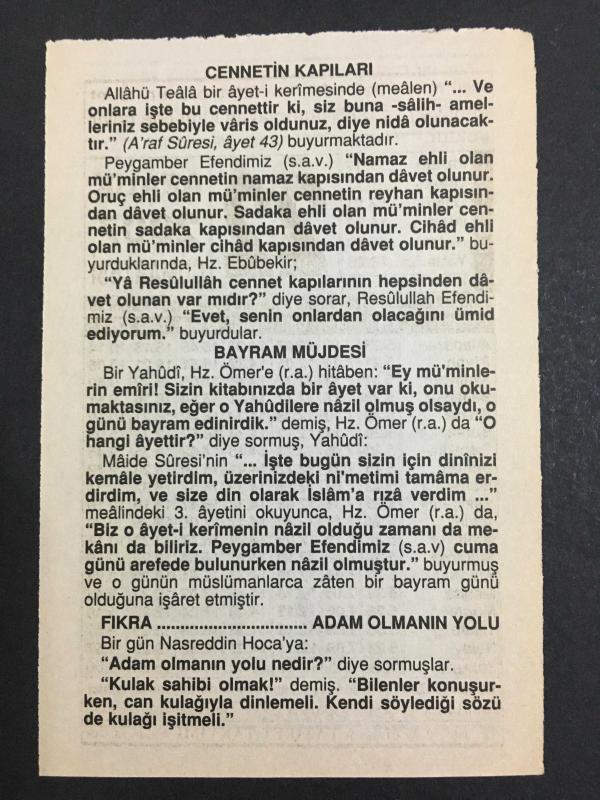 CENNETİN KAPILARI
Allâhü Teâlâ bir âyet-i kerîmesinde (meâlen) “... Ve
onlara işte bu cennettir ki, siz buna -sâlih- amel-
leriniz sebebiyle vâris oldunuz, diye nidâ olunacak-
tır.” (A’raf Sûresi, âyet 43) buyurmaktadır.
Peygamber Efendimiz (s.a.v.) “Namaz ehli olan
mü’minler cennetin namaz kapısından dâvet olunur.
Oruç ehli olan mü’minler cennetin reyhan kapısın-
dan dâvet olunur. Sadaka ehli olan mü’minler cen-
netin sadaka kapısından dâvet olunur. Cihâd ehli
olan mü’minler cihâd kapısından dâvet olunur.” bu-
yurduklarında, Hz. Ebûbekir;
“Yâ Resûlullâh cennet kapılarının hepsinden dâ-
vet olunan var mıdır?” diye sorar, Resûlullah Efendi-
miz (s.a.v.) “Evet, senin onlardan olacağını ümid
ediyorum.” buyurdular.
BAYRAM MÜJDESİ
Bir Yahûdî, Hz. Ömer'e (r.a.) hitâben: “Ey mü'minle-
rin emîri! Sizin kitabınızda bir âyet var ki, onu oku-
maktasınız, eğer o Yahûdilere nâzil olmuş olsaydı, o
günü bayram edinirdik.” demiş, Hz. Ömer (r.a.) da “O
hangi âyettir?” diye sormuş, Yahûdî:
Mâide Sûresi’nin “... İşte bugün sizin için dinînizi
kemâle yetirdim, üzerinizdeki ni'metimi tamâma er-
dirdim, ve size din olarak İslâm’a rızâ verdim ...”
meâlindeki 3. âyetini okuyunca, Hz. Ömer (r.a.) da,
“Biz o âyet-i kerîmenin nâzil olduğu zamanı da me-
kânı da biliriz. Peygamber Efendimiz (s.a.v) cuma
günü arefede bulunurken nâzil olmuştur.” buyurmuş
ve o günün müslümanlarca zâten bir bayram günü
olduğuna işâret etmiştir.
FIKRA ................................ ADAM OLMANIN YOLU
Bir gün Nasreddin Hoca’ya:
“Adam olmanın yolu nedir?” diye sormuşlar.
“Kulak sahibi olmak!” demiş. “Bilenler konuşur-
ken, can kulağıyla dinlemeli. Kendi söylediği sözü
de kulağı işitmeli.”